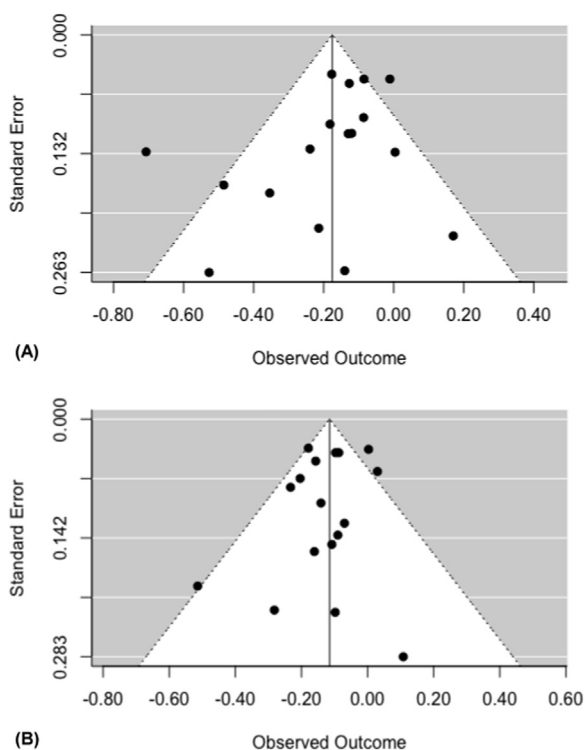 0.000
0.132
0.263
Standard Error
-0.80 -0.60 -0.40 -0.20 0.00 0.20 0.40
Observed Outcome
(A)
0.000
0.142
0.283
Standard Error
-0.80 -0.60 -0.40 -0.20 0.00 0.20 0.40 0.60
Observed Outcome
(B)